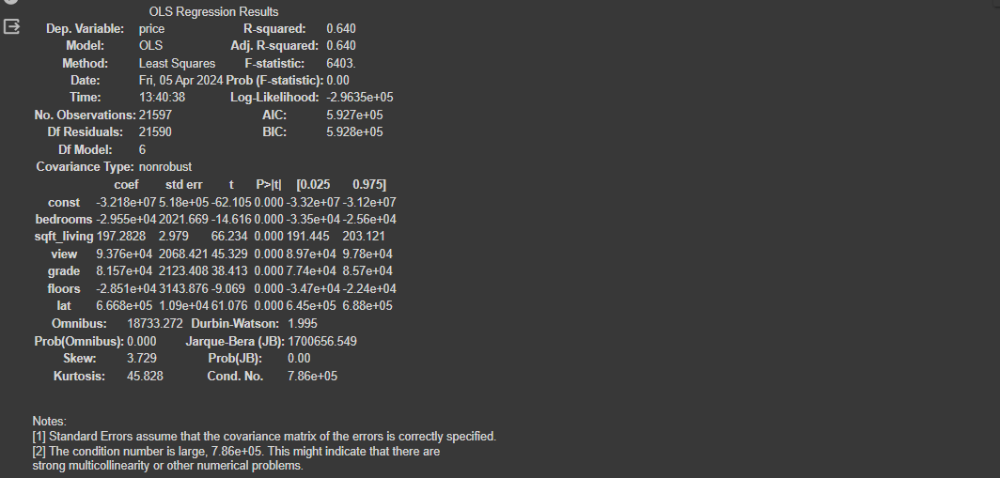 OLS Regression Results
Dep. Variable: price R-squared: 0.640
Model: OLS Adj. R-squared: 0.640
Method: Least Squares F-statistic: 6403.
Date: Fri, 05 Apr 2024 Prob (F-statistic): 0.00
Time: 13:40:38 Log-Likelihood: -2.9635e+05
No. Observations: 21597 AIC: 5.927e+05
Df Residuals: 21590 BIC: 5.928e+05
Df Model: 6
Covariance Type: nonrobust
coef std err t P>|t| [0.025 0.975]
const -3.218e+07 5.18e+05 -62.105 0.000 -3.32e+07 -3.12e+07
bedrooms -2.955e+04 2021.669 -14.616 0.000 -3.35e+04 -2.56e+04
sqft_living 197.2828 2.979 66.234 0.000 191.445 203.121
view 9.376e+04 2068.421 45.329 0.000 8.97e+04 9.78e+04
grade 8.157e+04 2123.408 38.413 0.000 7.74e+04 8.57e+04
floors -2.851e+04 3143.876 -9.069 0.000 -3.47e+04 -2.24e+04
lat 6.668e+05 1.09e+04 61.076 0.000 6.45e+05 6.88e+05
Omnibus: 18733.272 Durbin-Watson: 1.995
Prob(Omnibus): 0.000 Jarque-Bera (JB): 1700656.549
Skew: 3.729 Prob(JB): 0.00
Kurtosis: 45.828 Cond. No. 7.86e+05
Notes:
[1] Standard Errors assume that the covariance matrix of the errors is correctly specified.
[2] The condition number is large, 7.86e+05. This might indicate that there are
strong multicollinearity or other numerical problems.